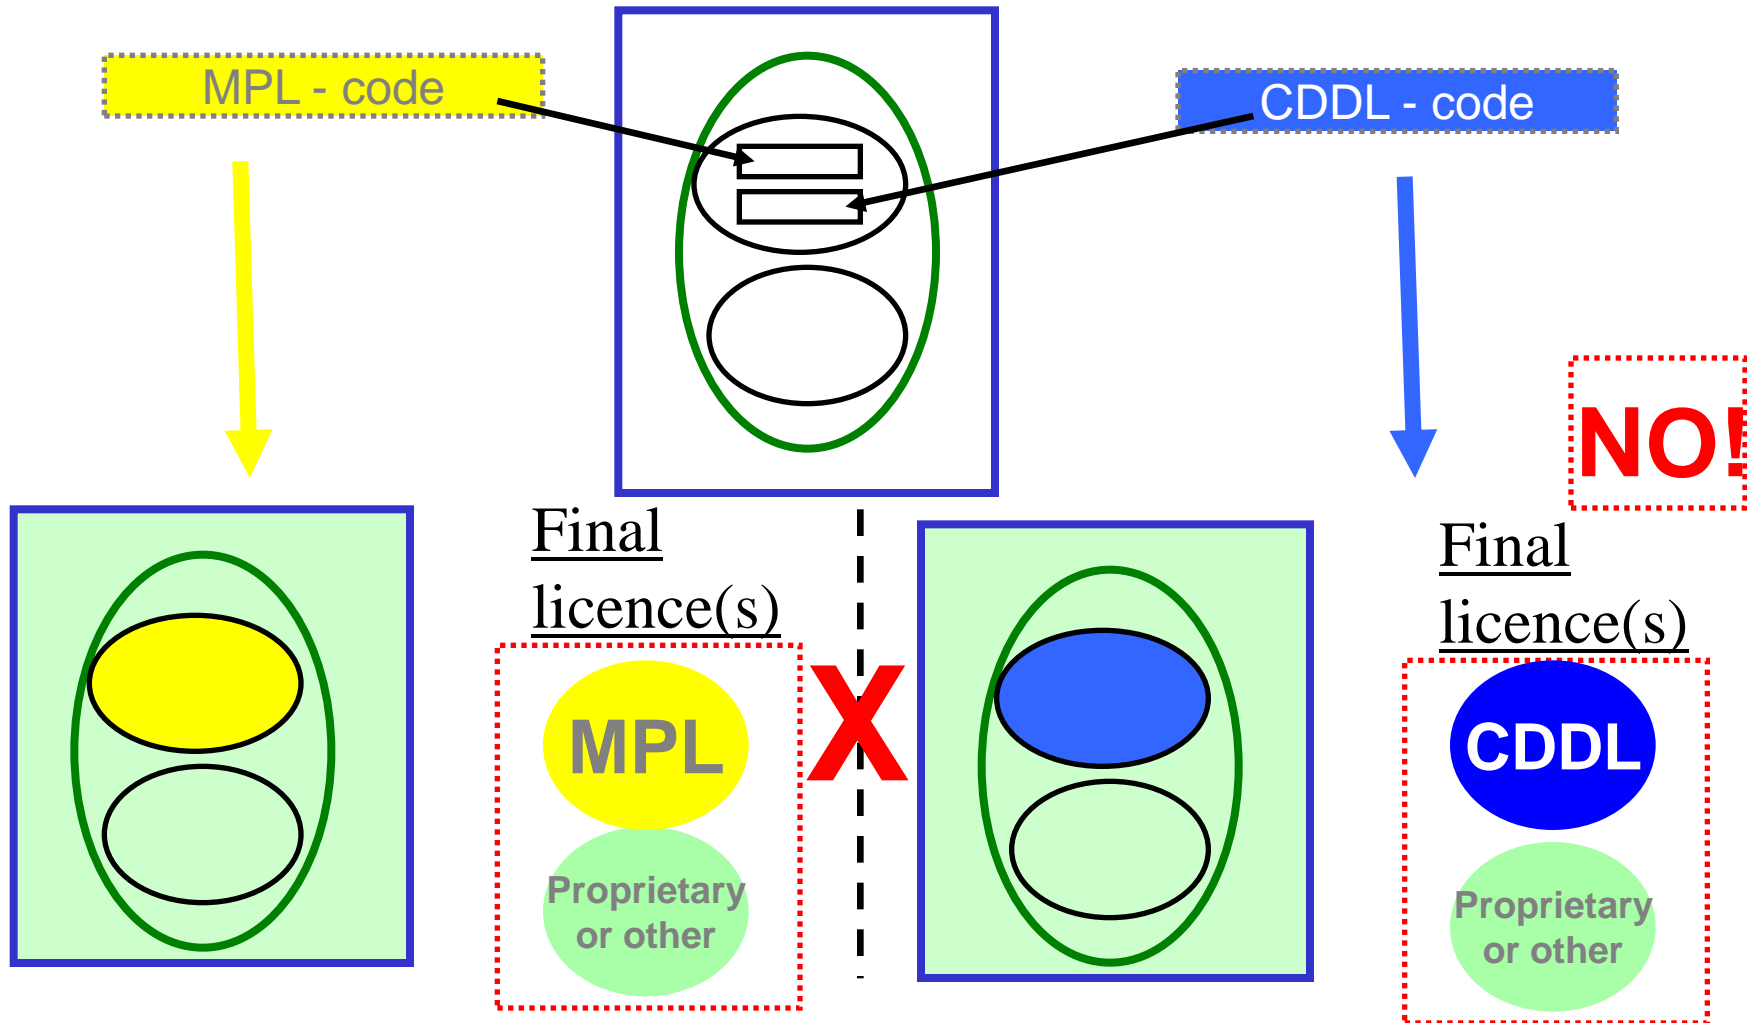 MPL - code
CDDL - code
NO!
Final
licence(s)
MPL
Proprietary
or other
X
Final
licence(s)
CDDL
Proprietary
or other